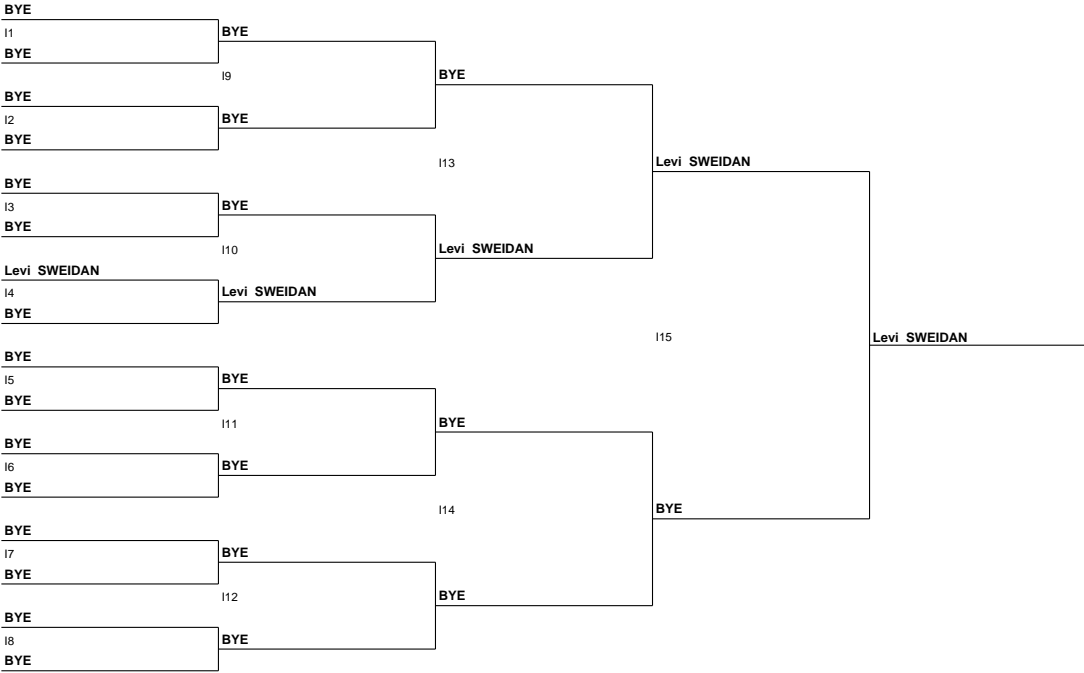 BYE
I1
BYE
BYE
I9
BYE
BYE
I2
BYE
BYE
I13
Levi SWEIDAN
BYE
I3
BYE
BYE
I10
Levi SWEIDAN
Levi SWEIDAN
I4
Levi SWEIDAN
BYE
I15
Levi SWEIDAN
BYE
I5
BYE
BYE
I11
BYE
BYE
I6
BYE
BYE
I14
BYE
BYE
I7
BYE
BYE
I12
BYE
BYE
I8
BYE
BYE